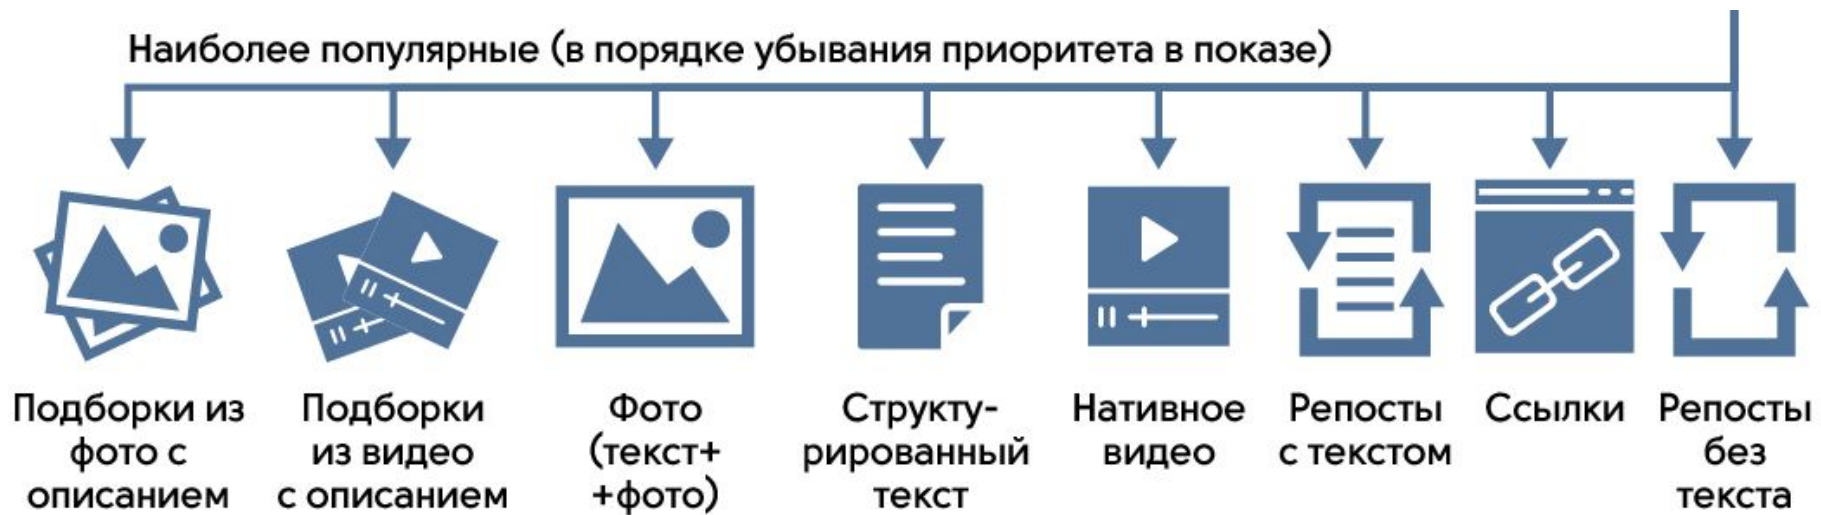 Наиболее популярные (в порядке убывания приоритета в показе)
Подборки из
фото с
описанием
Подборки
из видео
с описанием
Фото
(текст+
+фото)
Структу-
рированный
текст
Нативное
видео
Репосты
с текстом
Ссылки
Репосты
без
текста